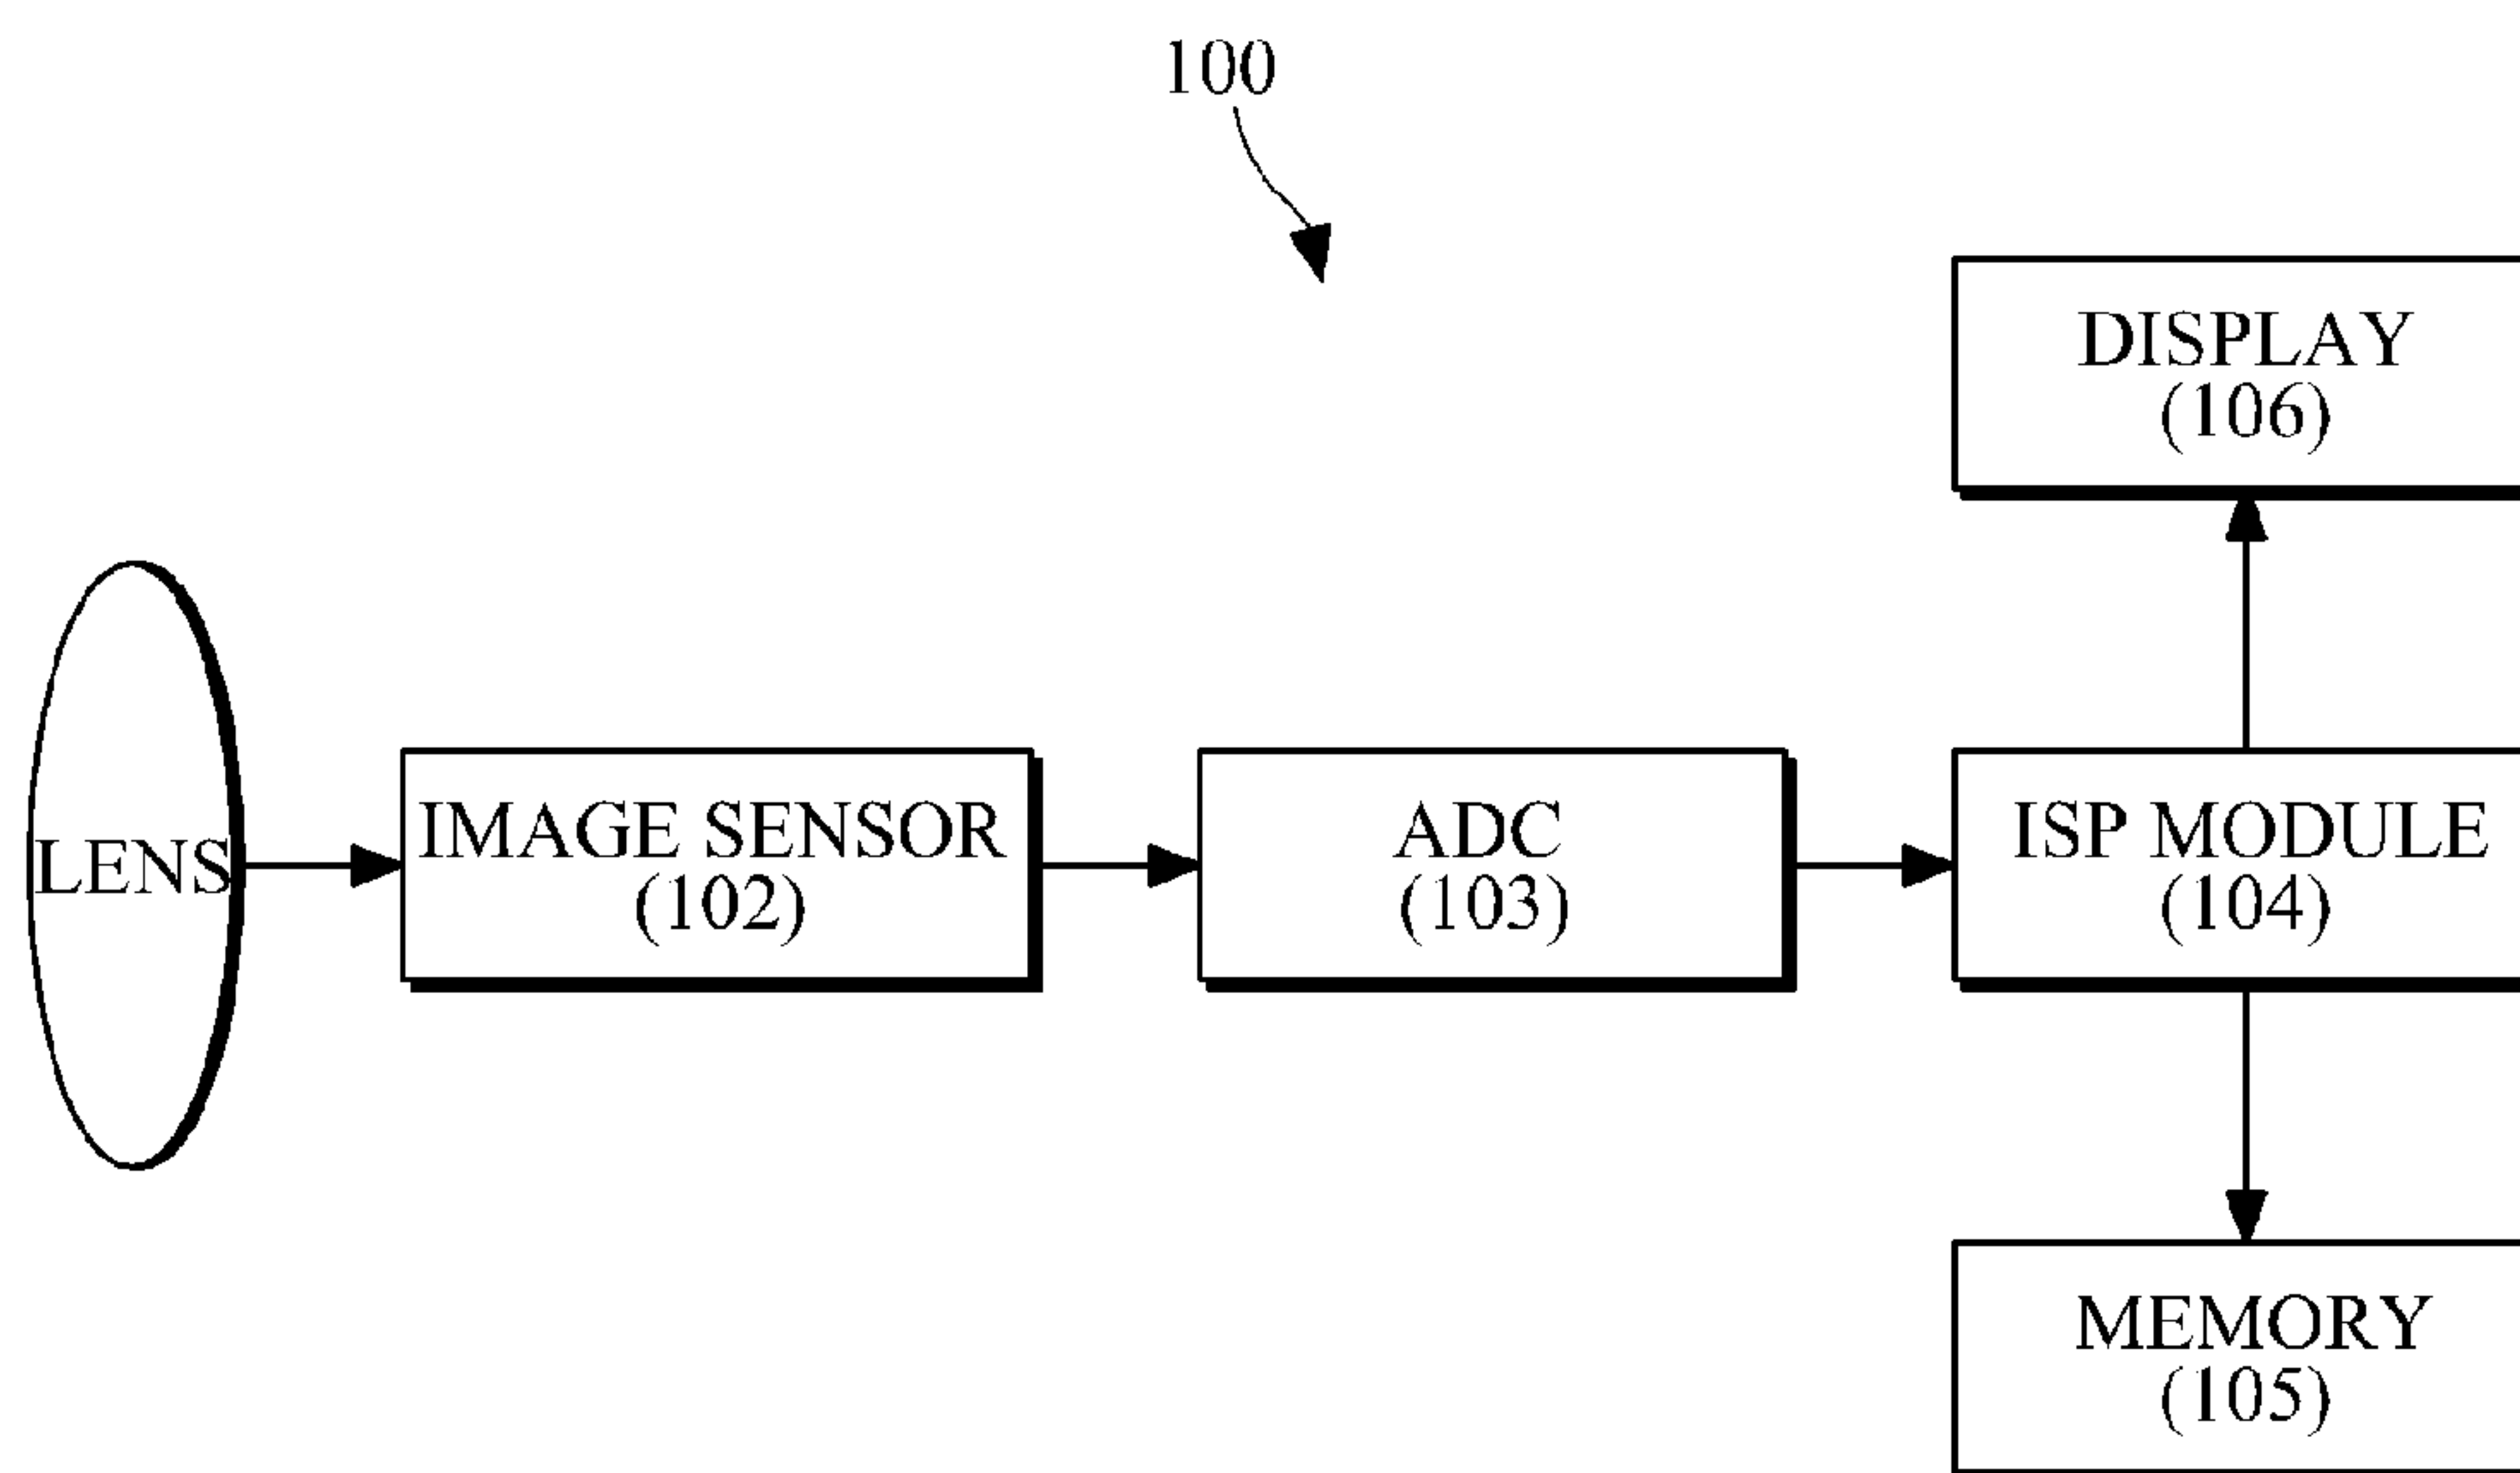 100
DISPLAY
(106)
LENS
IMAGE SENSOR
(102)
ADC
(103)
ISP MODULE
(104)
MEMORY
(105)